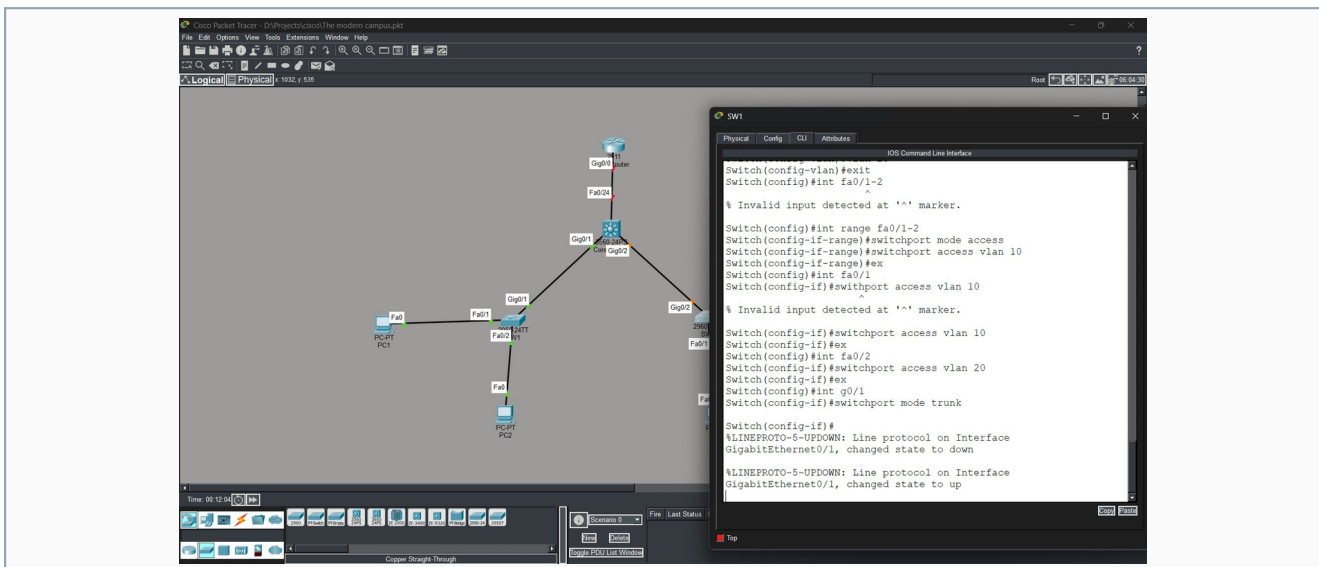 Cisco Packet Tracer - D:\Projects\cisco\The modern campus.pkt
File Edit Options View Tools Extensions Window Help
?
Logical Physical x: 1032, y: 535
Root 06:04:30
SW1
Physical Config CLI Attributes
IOS Command Line Interface
Switch(config-vlan)#exit
Switch(config)#int fa0/1-2
^
% Invalid input detected at '^' marker.
Switch(config)#int range fa0/1-2
Switch(config-if-range)#switchport mode access
Switch(config-if-range)#switchport access vlan 10
Switch(config-if-range)#ex
Switch(config)#int fa0/1
Switch(config-if)#swithport access vlan 10
^
% Invalid input detected at '^' marker.
Switch(config-if)#switchport access vlan 10
Switch(config-if)#ex
Switch(config)#int fa0/2
Switch(config-if)#switchport access vlan 20
Switch(config-if)#ex
Switch(config)#int g0/1
Switch(config-if)#switchport mode trunk
Switch(config-if)#
%LINEPROTO-5-UPDOWN: Line protocol on Interface
GigabitEthernet0/1, changed state to down
%LINEPROTO-5-UPDOWN: Line protocol on Interface
GigabitEthernet0/1, changed state to up
Copy Paste
Top
Gig0/0
Fa0/24
Gig0/1
Gig0/2
Gig0/1
Gig0/2
Fa0
Fa0/1
Fa0/2
Fa0/1
PC-PT
PC1
Fa0
PC-PT
PC2
Time: 00:12:04
Scenario 0
Fire Last Status
New Delete
Toggle PDU List Window
Copper Straight-Through